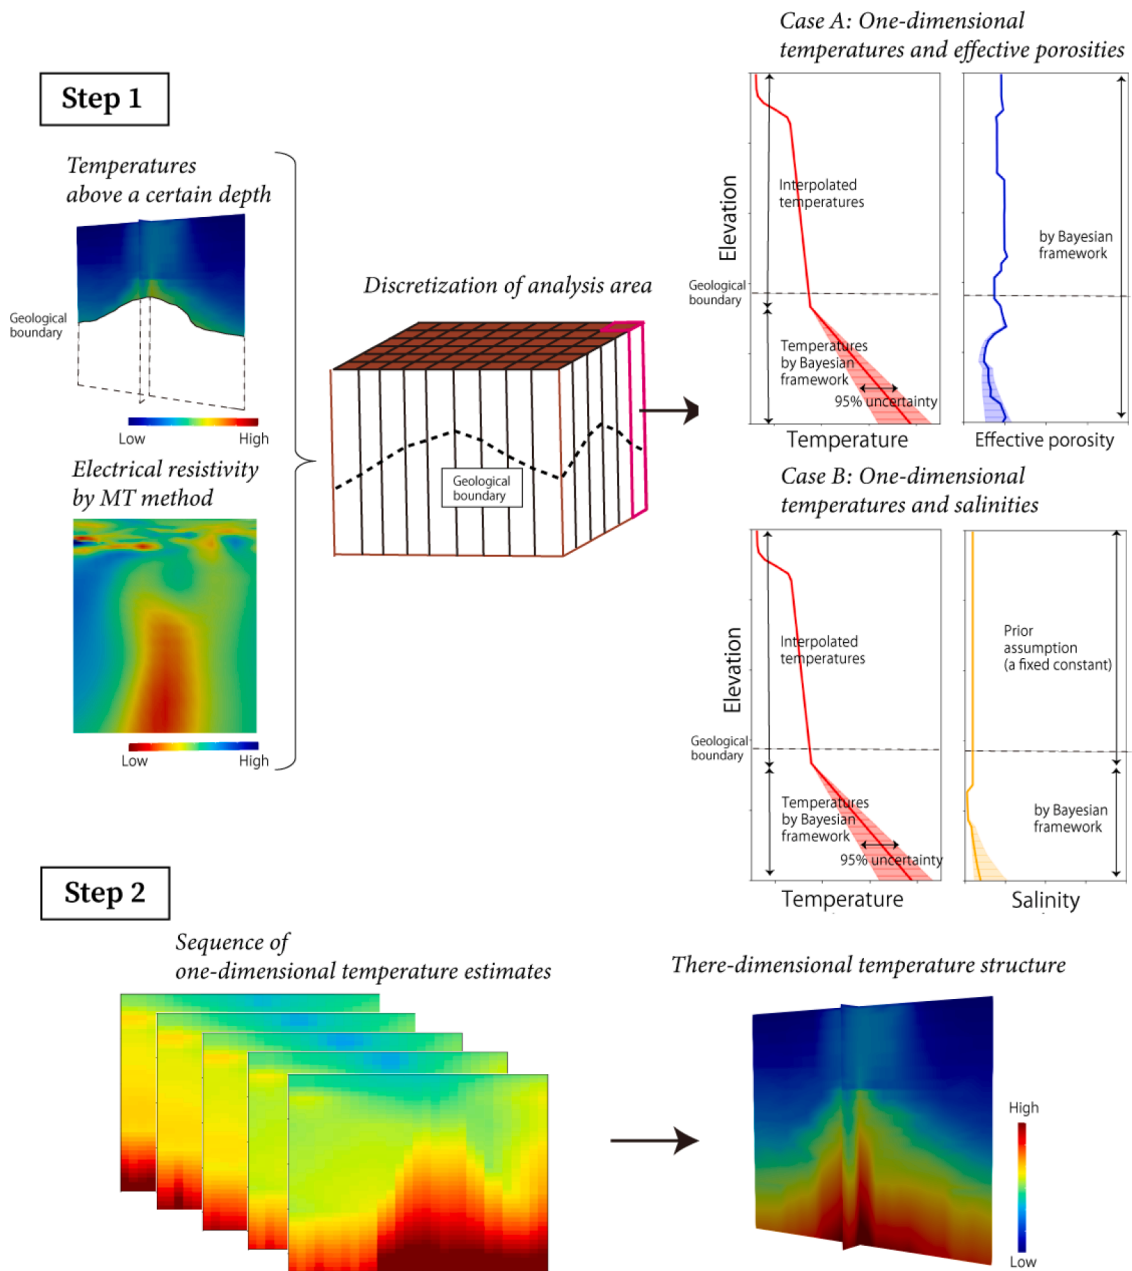 Step 1
Temperatures
above a certain depth
Geological
boundary
Low
High
Electrical resistivity
by MT method
Low
High
Discretization of analysis area
Geological
boundary
Case A: One-dimensional
temperatures and effective porosities
Elevation
Interpolated
temperatures
Geological
boundary
Temperatures
by Bayesian
framework
95% uncertainty
Temperature
by Bayesian
framework
Effective porosity
Case B: One-dimensional
temperatures and salinities
Elevation
Interpolated
temperatures
Geological
boundary
Temperatures
by Bayesian
framework
95% uncertainty
Temperature
Prior
assumption
(a fixed constant)
by Bayesian
framework
Salinity
Step 2
Sequence of
one-dimensional temperature estimates
There-dimensional temperature structure
High
Low